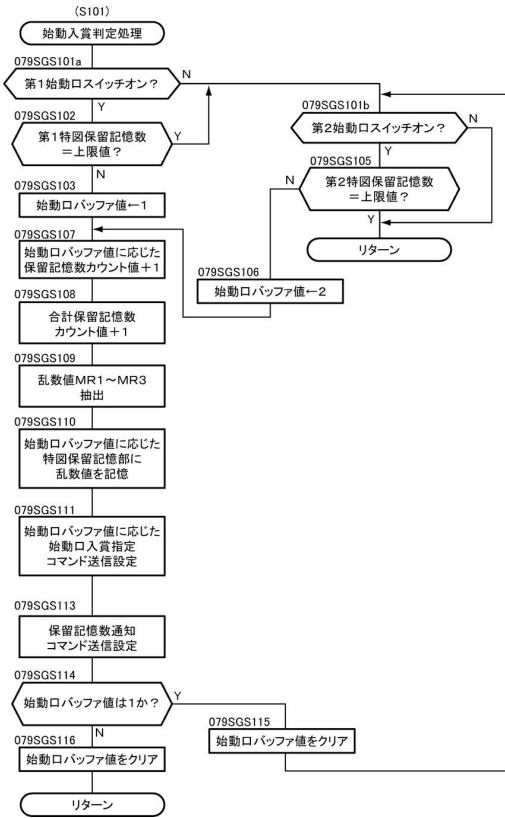 (S101)
始動入賞判定処理
079SGS101a
第1始動口スイッチオン？
N
Y
079SGS102
第1特図保留記憶数
＝上限値？
Y
N
079SGS103
始動口バッファ値←1
079SGS107
始動口バッファ値に応じた
保留記憶数カウント値＋1
079SGS108
合計保留記憶数
カウント値＋1
079SGS109
乱数値MR1～MR3
抽出
079SGS110
始動口バッファ値に応じた
特図保留記憶部に
乱数値を記憶
079SGS111
始動口バッファ値に応じた
始動口入賞指定
コマンド送信設定
079SGS113
保留記憶数通知
コマンド送信設定
079SGS114
始動口バッファ値は1か？
Y
N
079SGS116
始動口バッファ値をクリア
リターン
079SGS101b
第2始動口スイッチオン？
N
Y
079SGS105
N
第2特図保留記憶数
＝上限値？
Y
リターン
079SGS106
始動口バッファ値←2
079SGS115
始動口バッファ値をクリア